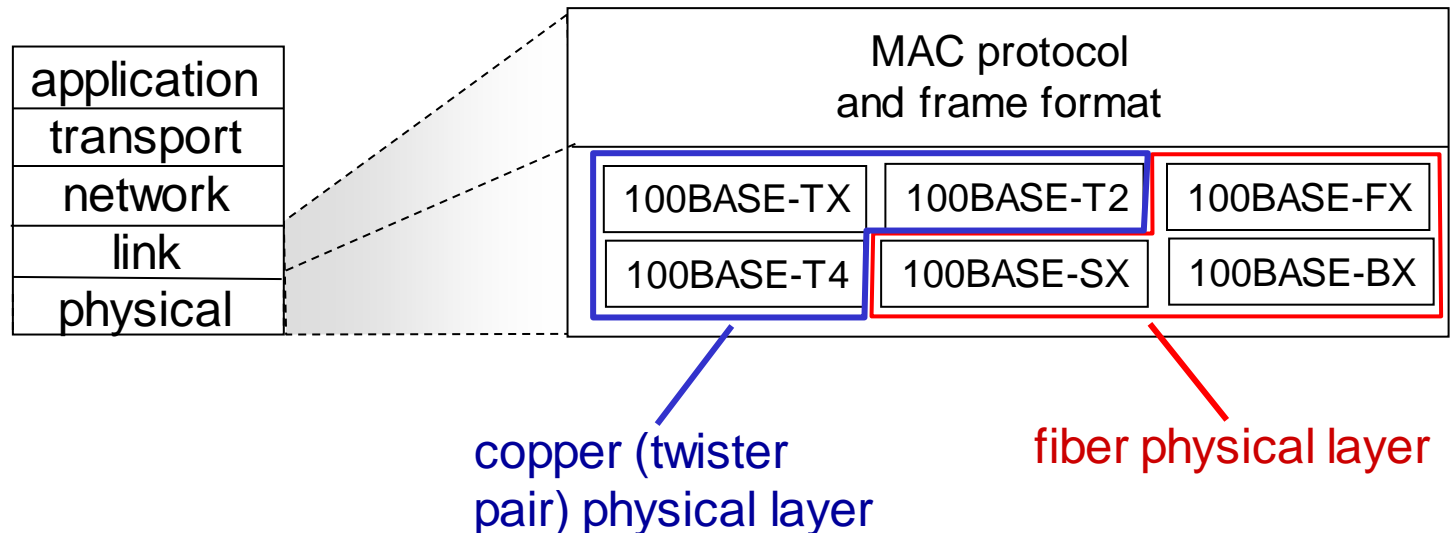 application
transport
network
link
physical
MAC protocol
and frame format
100BASE-TX 100BASE-T2 100BASE-FX
100BASE-T4 100BASE-SX 100BASE-BX
copper (twister
pair) physical layer
fiber physical layer